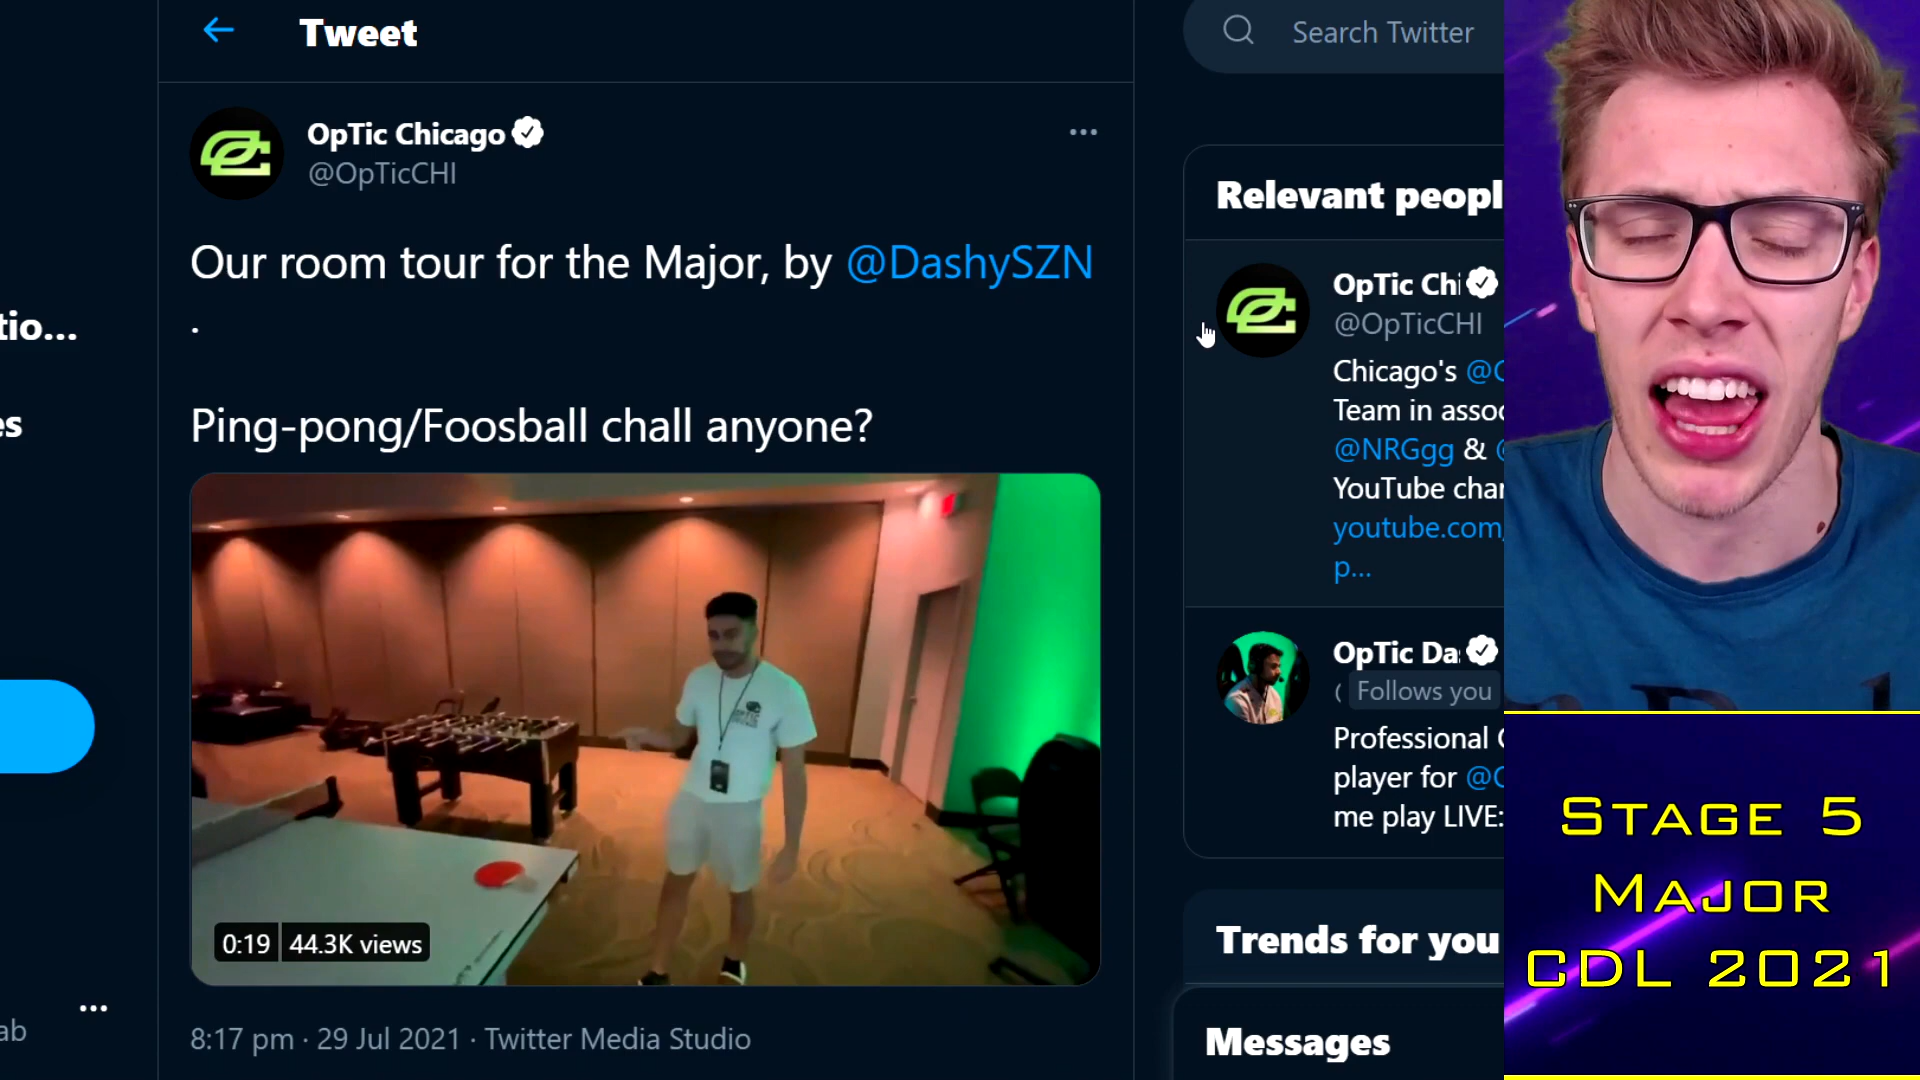 Tweet
Search Twitter
OpTic Chicago
@OpTicCHI
Our room tour for the Major, by @DashySZN
.
Ping-pong/Foosball chall anyone?
0:19 44.3K views
8:17 pm · 29 Jul 2021 · Twitter Media Studio
tio...
es
ab
Relevant peopl
OpTic Chi
@OpTicCHI
Chicago's @C
Team in assoc
@NRGgg & @
YouTube chan
youtube.com/
p...
OpTic Da
( Follows you
Professional C
player for @C
me play LIVE:
Trends for you
Messages
Stage 5
Major
CDL 2021